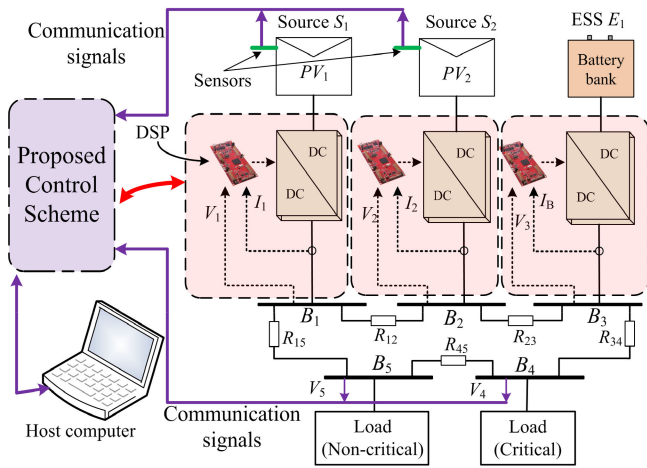 Communication
signals
Source S1
Source S2
ESS E1
Sensors
PV1
PV2
Battery
bank
DSP
Proposed
Control
Scheme
DC
DC
DC
DC
DC
DC
V1
I1
V2
I2
V3
IB
B1
B2
B3
R15
R12
R23
R34
R45
B5
B4
V5
V4
Host computer
Communication
signals
Load
(Non-critical)
Load
(Critical)